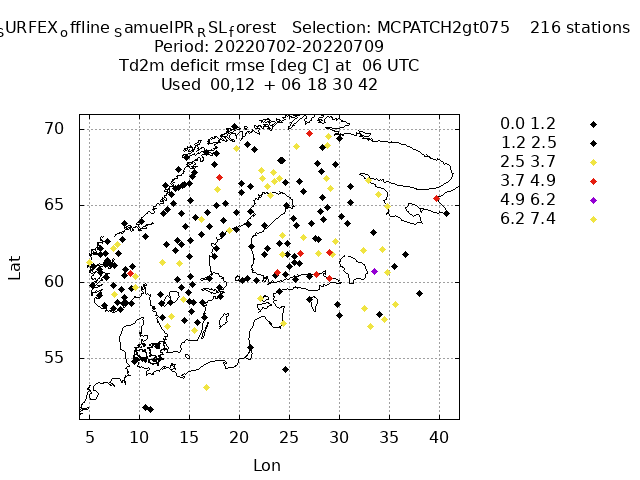 SURFEX_offline_SamuelPR_RSL_forest Selection: MCPATCH2gt075 216 stations
Period: 20220702-20220709
Td2m deficit rmse [deg C] at 06 UTC
Used 00,12 + 06 18 30 42
0.0 1.2
1.2 2.5
2.5 3.7
3.7 4.9
4.9 6.2
6.2 7.4
70
65
60
55
Lat
5 10 15 20 25 30 35 40
Lon